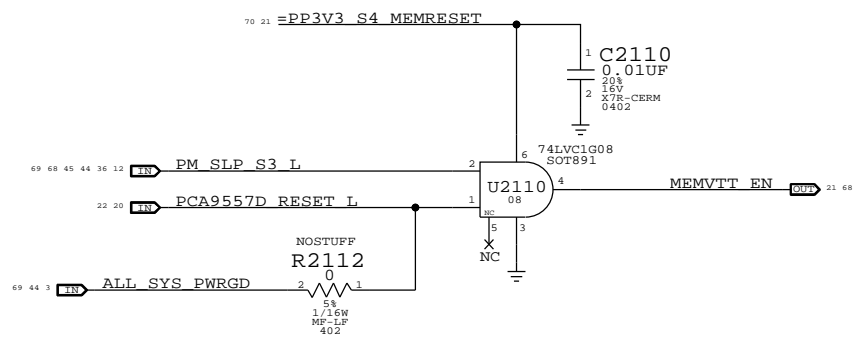 70 21 =PP3V3_S4_MEMRESET
1 C2110
0.01UF
20%
2 16V
X7R-CERM
0402
74LVC1G08
SOT891
6
69 68 45 44 36 12 IN PM_SLP_S3_L 2
U2110
08
4 MEMVTT_EN OUT 21 68
22 20 IN PCA9557D_RESET_L 1
NC
5 3
NC
NOSTUFF
R2112
0
69 44 3 IN ALL_SYS_PWRGD 2 1
5%
1/16W
MF-LF
402